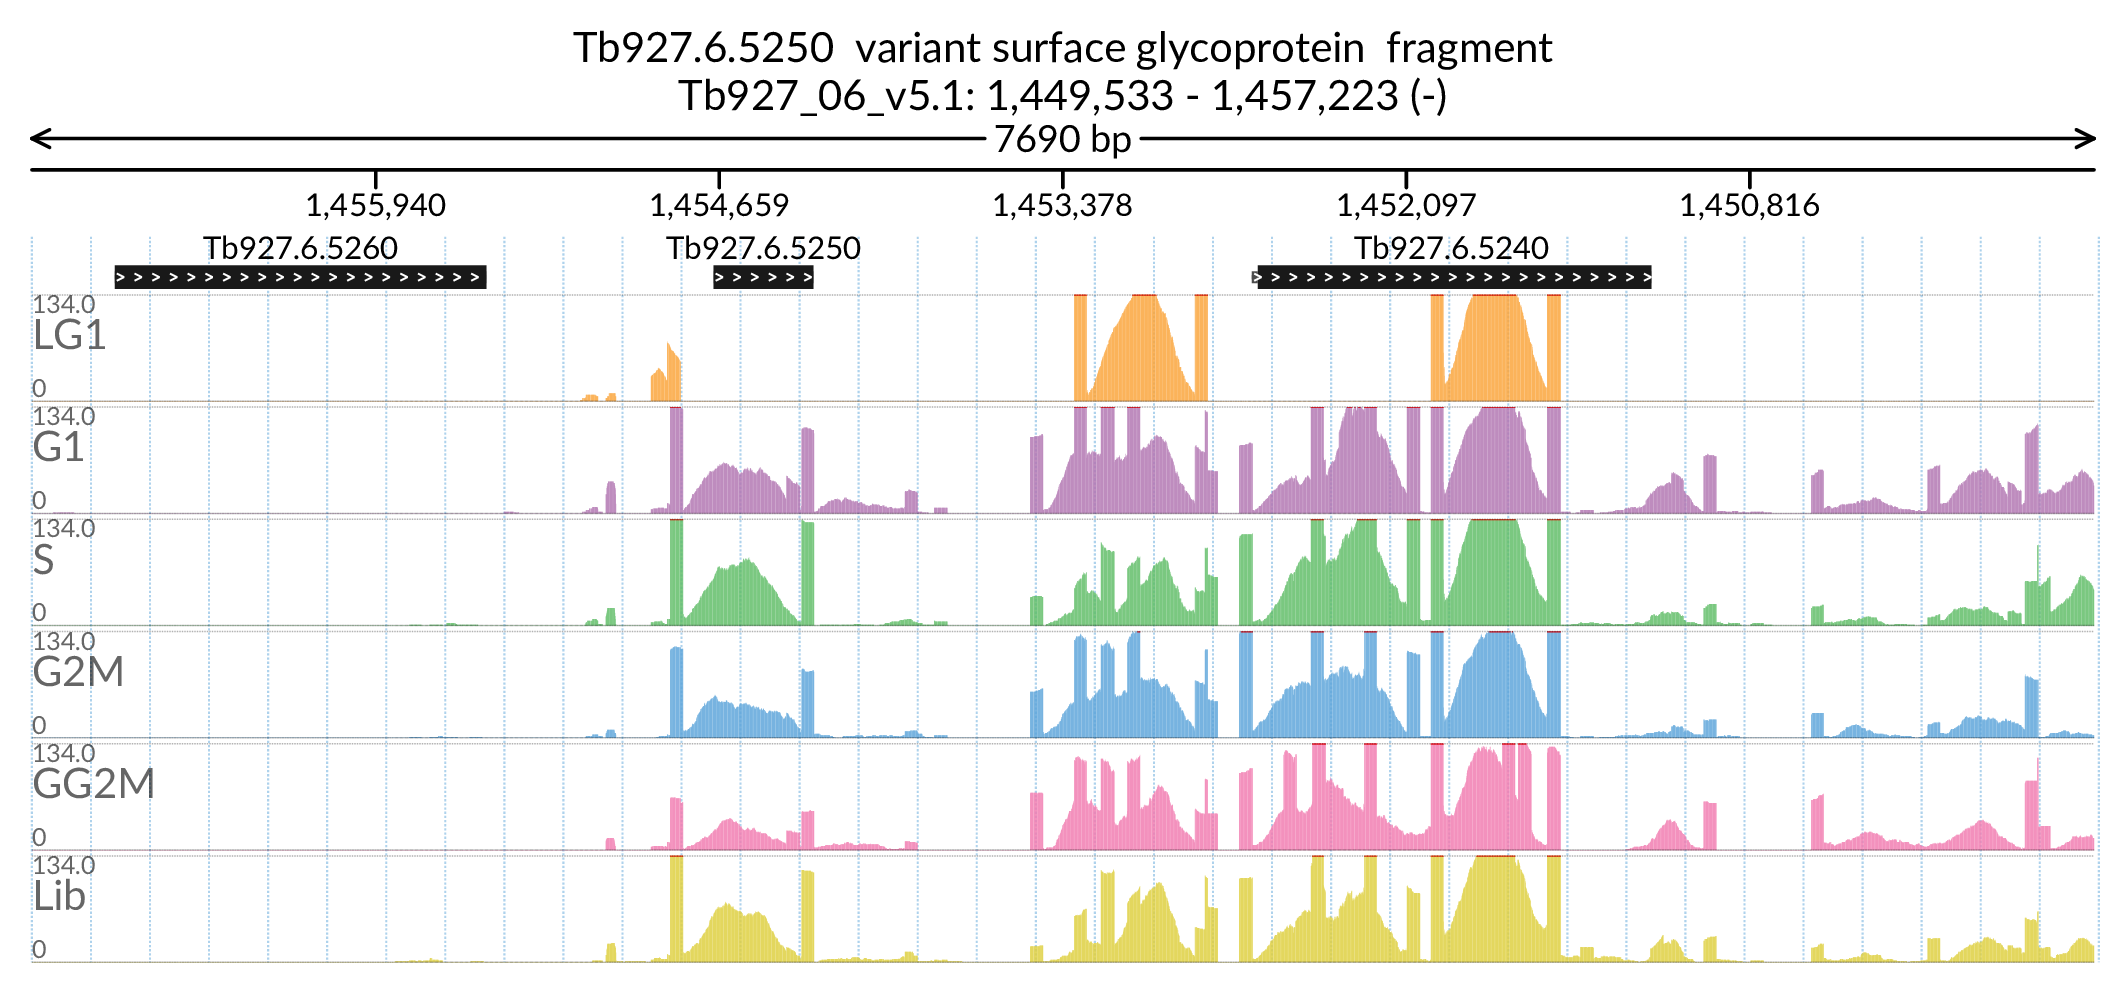 Tb927.6.5250 variant surface glycoprotein fragment
Tb927_06_v5.1: 1,449,533 - 1,457,223 (-)
7690 bp
1,455,940 1,454,659 1,453,378 1,452,097 1,450,816
Tb927.6.5260 Tb927.6.5250 Tb927.6.5240
134.0
LG1
0
134.0
G1
0
134.0
S
0
134.0
G2M
0
134.0
GG2M
0
134.0
Lib
0